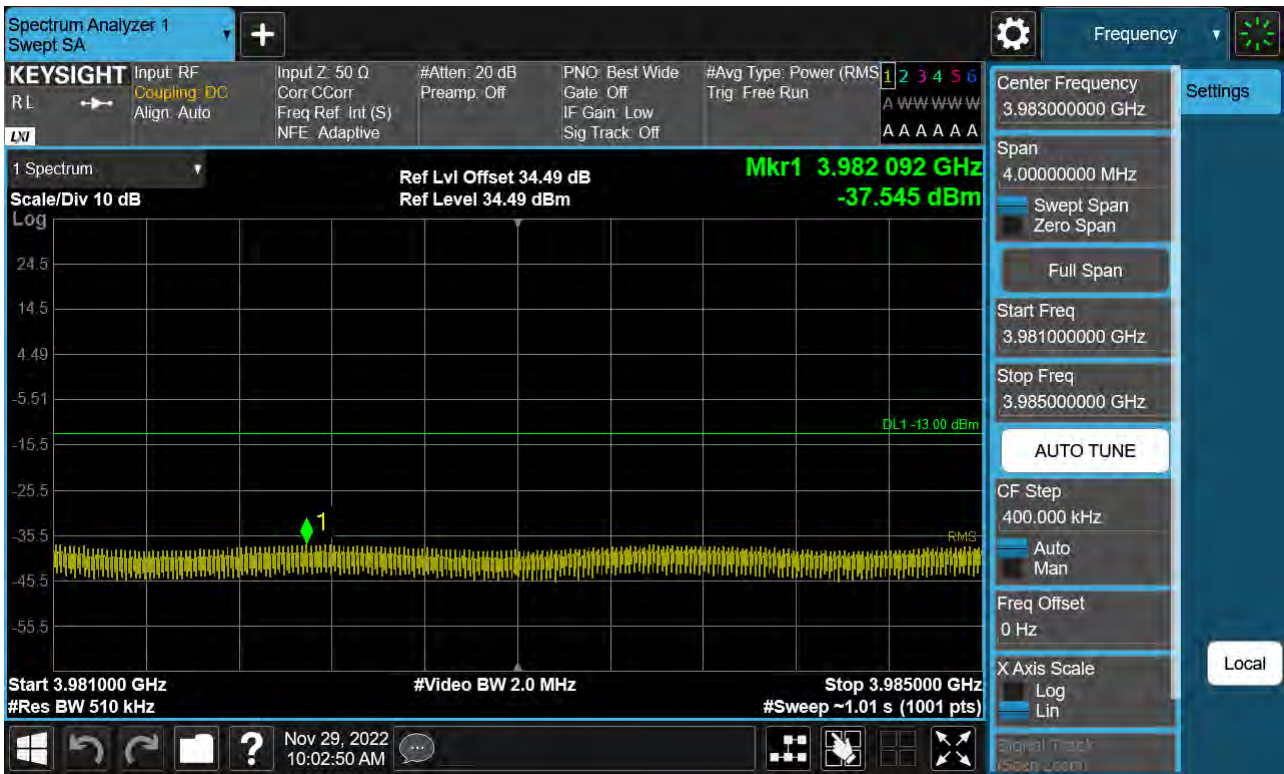 Spectrum Analyzer 1
Swept SA
Frequency
KEYSIGHT
RL
LXI
Input: RF
Coupling: DC
Align: Auto
Input Z: 50 Ω
Corr CCorr
Freq Ref: Int (S)
NFE: Adaptive
#Atten: 20 dB
Preamp: Off
PNO: Best Wide
Gate: Off
IF Gain: Low
Sig Track: Off
#Avg Type: Power (RMS
Trig: Free Run
1 2 3 4 5 6
A W W W W W
A A A A A A
1 Spectrum
Scale/Div 10 dB
Log
Ref Lvl Offset 34.49 dB
Ref Level 34.49 dBm
Mkr1 3.982 092 GHz
-37.545 dBm
24.5
14.5
4.49
-5.51
DL1 -13.00 dBm
-15.5
-25.5
1
-35.5
RMS
-45.5
-55.5
Start 3.981000 GHz
#Video BW 2.0 MHz
Stop 3.985000 GHz
#Res BW 510 kHz
#Sweep ~1.01 s (1001 pts)
Center Frequency
3.983000000 GHz
Settings
Span
4.00000000 MHz
Swept Span
Zero Span
Full Span
Start Freq
3.981000000 GHz
Stop Freq
3.985000000 GHz
AUTO TUNE
CF Step
400.000 kHz
Auto
Man
Freq Offset
0 Hz
X Axis Scale
Log
Lin
Signal Track
(Span Zoom)
Local
?
Nov 29, 2022
10:02:50 AM